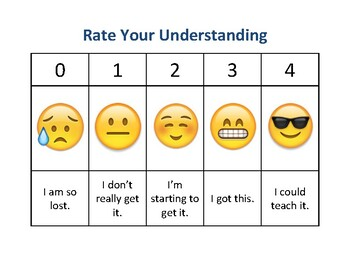 Rate Your Understanding
0 1 2 3 4
I am so
lost.
I don't
really get
it.
I'm
starting to
get it.
I got this.
I could
teach it.